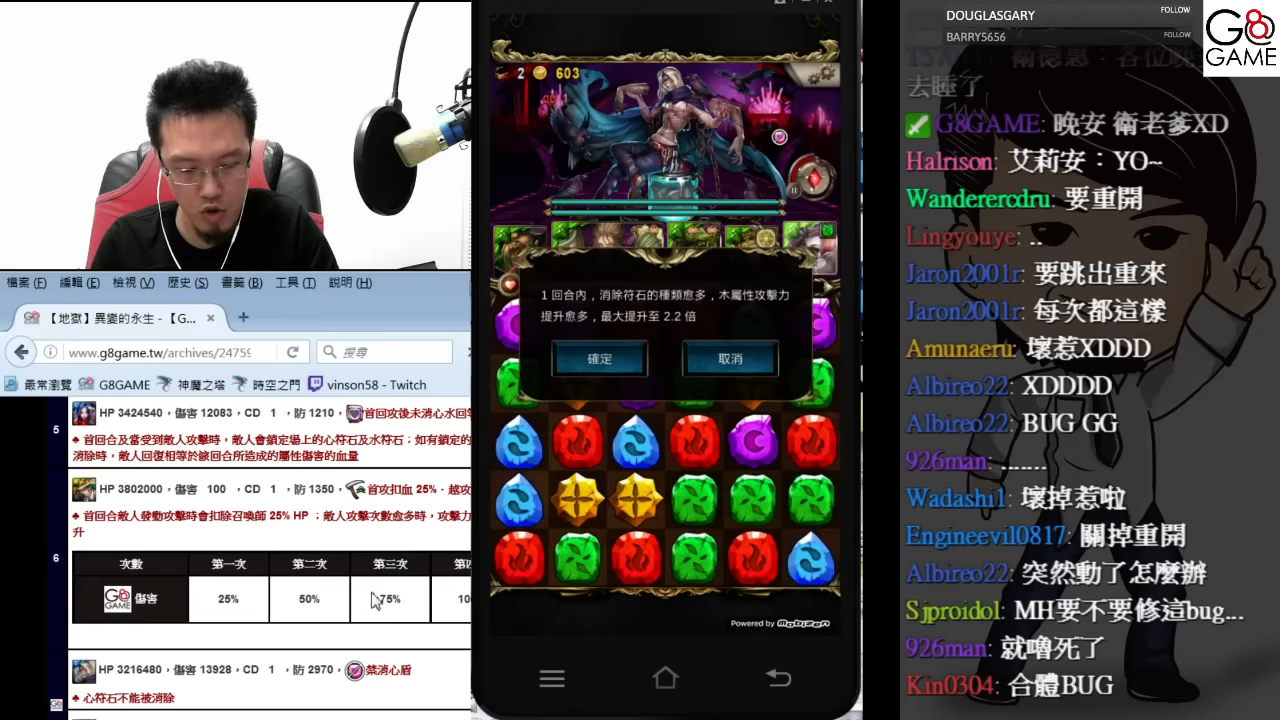 檔案(F) 編輯(E) 檢視(V) 歷史(S) 書籤(B) 工具(T) 說明(H)
【地獄】異變的永生 -【G...
www.g8game.tw/archives/2475
搜尋
最常瀏覽 G8GAME 神魔之塔 時空之門 vinson58 - Twitch
5
HP 3424540,傷害 12083,CD 1 ,防 1210,首回攻後未消心水回
♣ 首回合及當受到敵人攻擊時,敵人會鎖定場上的心符石及水符石;如有鎖定的
消除時,敵人回復相等於該回合所造成的屬性傷害的血量
6
HP 3802000,傷害 100 ,CD 1 ,防 1350,首攻扣血 25%.越攻
♣ 首回合敵人發動攻擊時會扣除召喚師 25% HP ;敵人攻擊次數愈多時,攻擊力
升
次數 第一次 第二次 第三次
G8 GAME 傷害 25% 50% 75% 10
HP 3216480,傷害 13928,CD 1 ,防 2970,禁消心盾
♣ 心符石不能被消除
2 603
1 回合內,消除符石的種類愈多,木屬性攻擊力
提升愈多,最大提升至 2.2 倍
確定 取消
Powered by Mobizen
DOUGLASGARY FOLLOW
BARRY5656 FOLLOW
G8 GAME
去睡了
G8GAME: 晚安 衛老爹XD
Halrison: 艾莉安:YO~
Wanderercdru: 要重開
Lingyouye: ..
Jaron2001r: 要跳出重來
Jaron2001r: 每次都這樣
Amunaeru: 壞惹XDDD
Albireo22: XDDDD
Albireo22: BUG GG
926man: .......
Wadashi1: 壞掉惹啦
Engineevil0817: 關掉重開
Albireo22: 突然動了怎麼辦
Sjproidol: MH要不要修這bug...
926man: 就嚕死了
Kin0304: 合體BUG